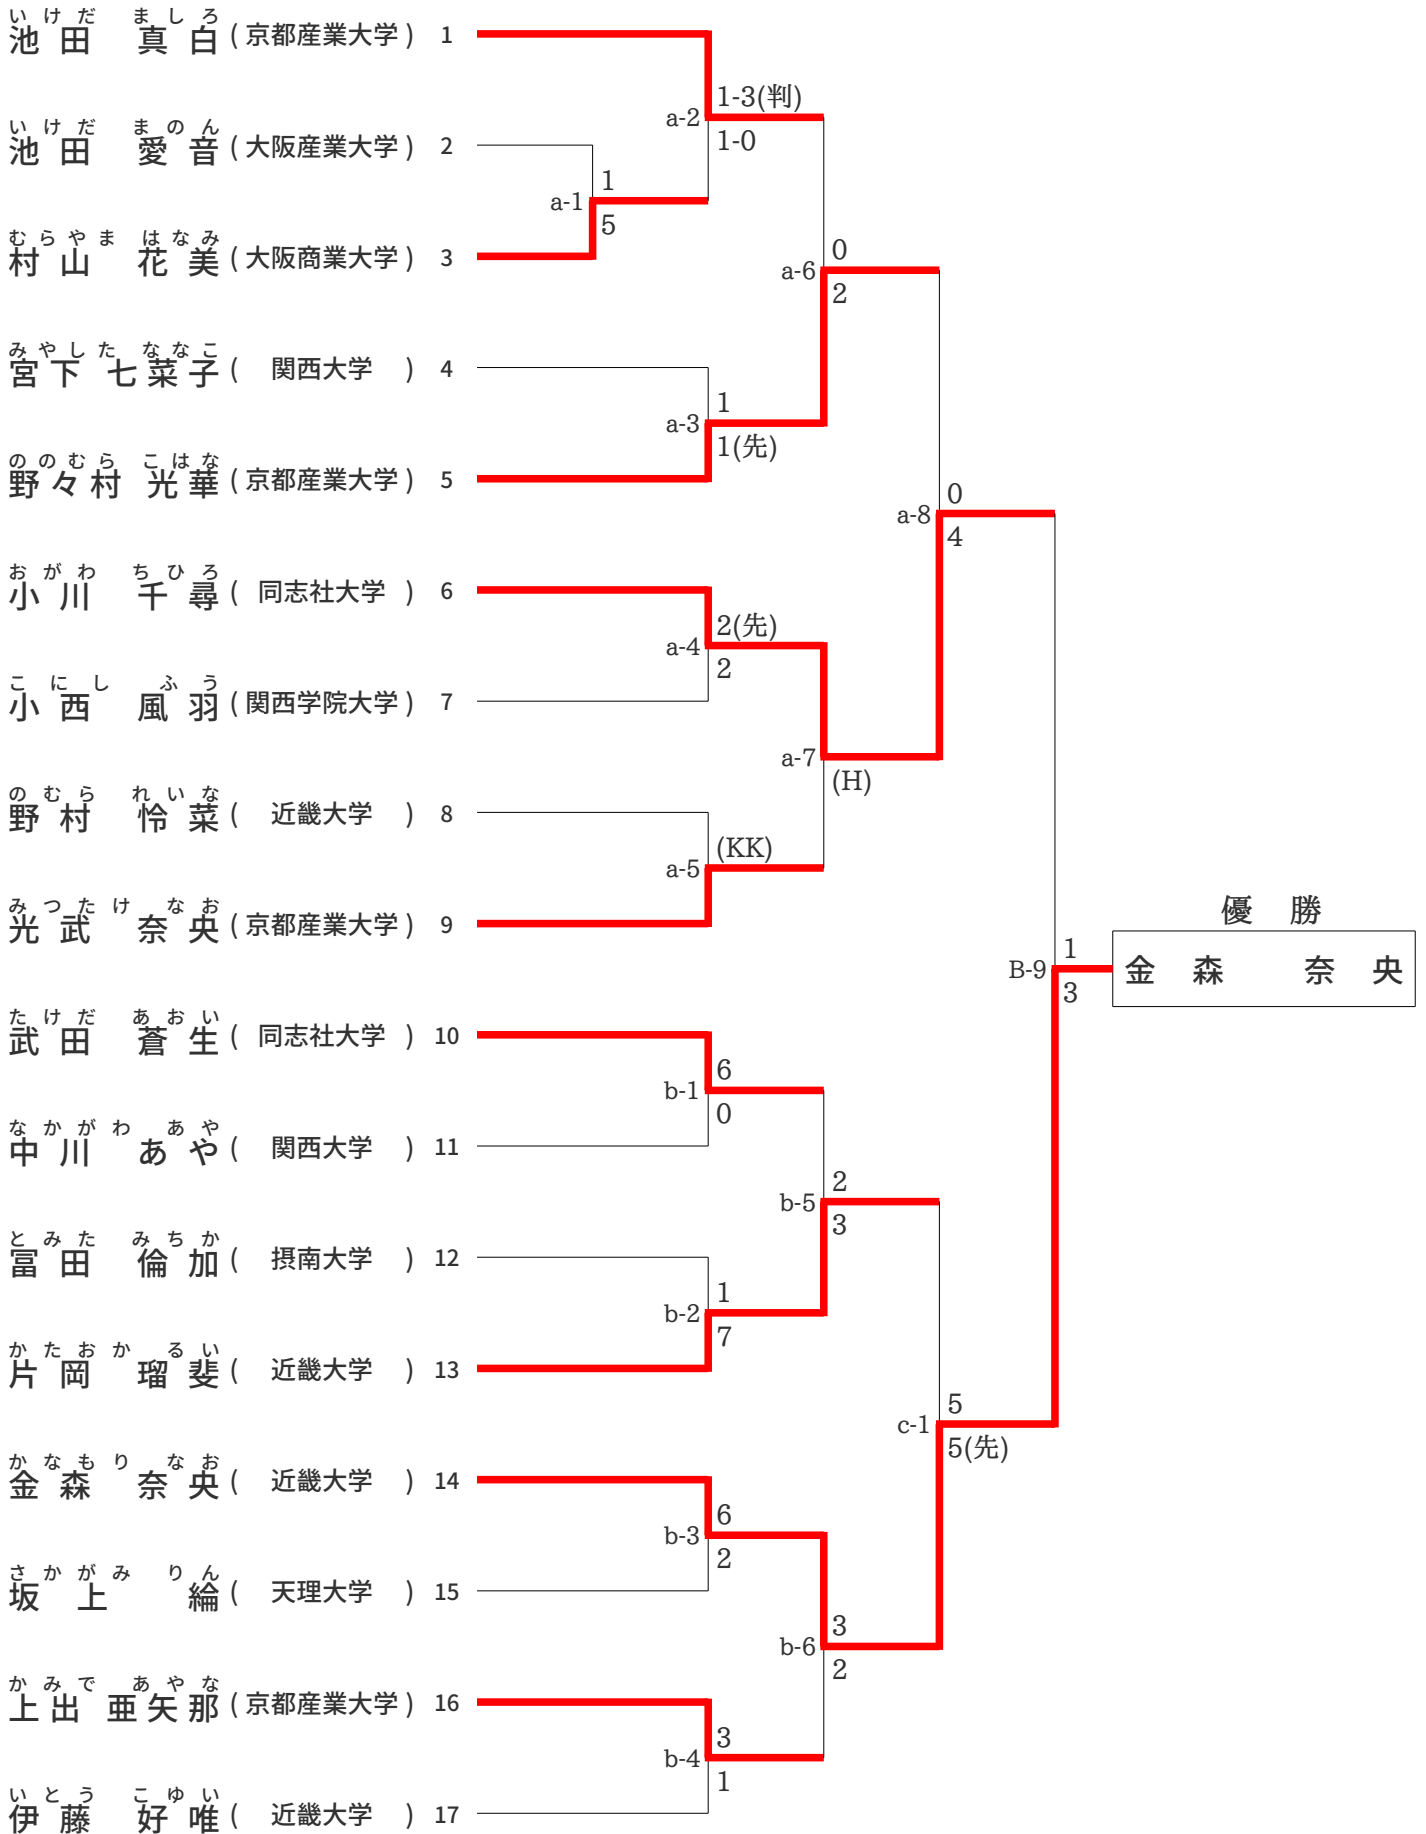 いけだ ましろ
池田 真白 (京都産業大学) 1
1-3(判)
a-2
1-0
いけだ まのん
池田 愛音 (大阪産業大学) 2
1
a-1
5
むらやま はなみ
村山 花美 (大阪商業大学) 3
0
a-6
2
みやした ななこ
宮下 七菜子 (関西大学) 4
1
a-3
1(先)
ののむら こはな
野々村 光華 (京都産業大学) 5
0
a-8
4
おがわ ちひろ
小川 千尋 (同志社大学) 6
2(先)
a-4
2
こにし ふう
小西 風羽 (関西学院大学) 7
a-7
(H)
のむら れいな
野村 怜菜 (近畿大学) 8
(KK)
a-5
みつたけ なお
光武 奈央 (京都産業大学) 9
優勝
1
B-9
金森 奈央
3
たけだ あおい
武田 蒼生 (同志社大学) 10
6
b-1
0
なかがわ あや
中川 あや (関西大学) 11
2
b-5
3
とみた みちか
冨田 倫加 (摂南大学) 12
1
b-2
7
かたおか るい
片岡 瑠斐 (近畿大学) 13
5
c-1
5(先)
かなもり なお
金森 奈央 (近畿大学) 14
6
b-3
2
さかがみ りん
坂上 綸 (天理大学) 15
3
b-6
2
かみで あやな
上出 亜矢那 (京都産業大学) 16
3
b-4
1
いとう こゆい
伊藤 好唯 (近畿大学) 17